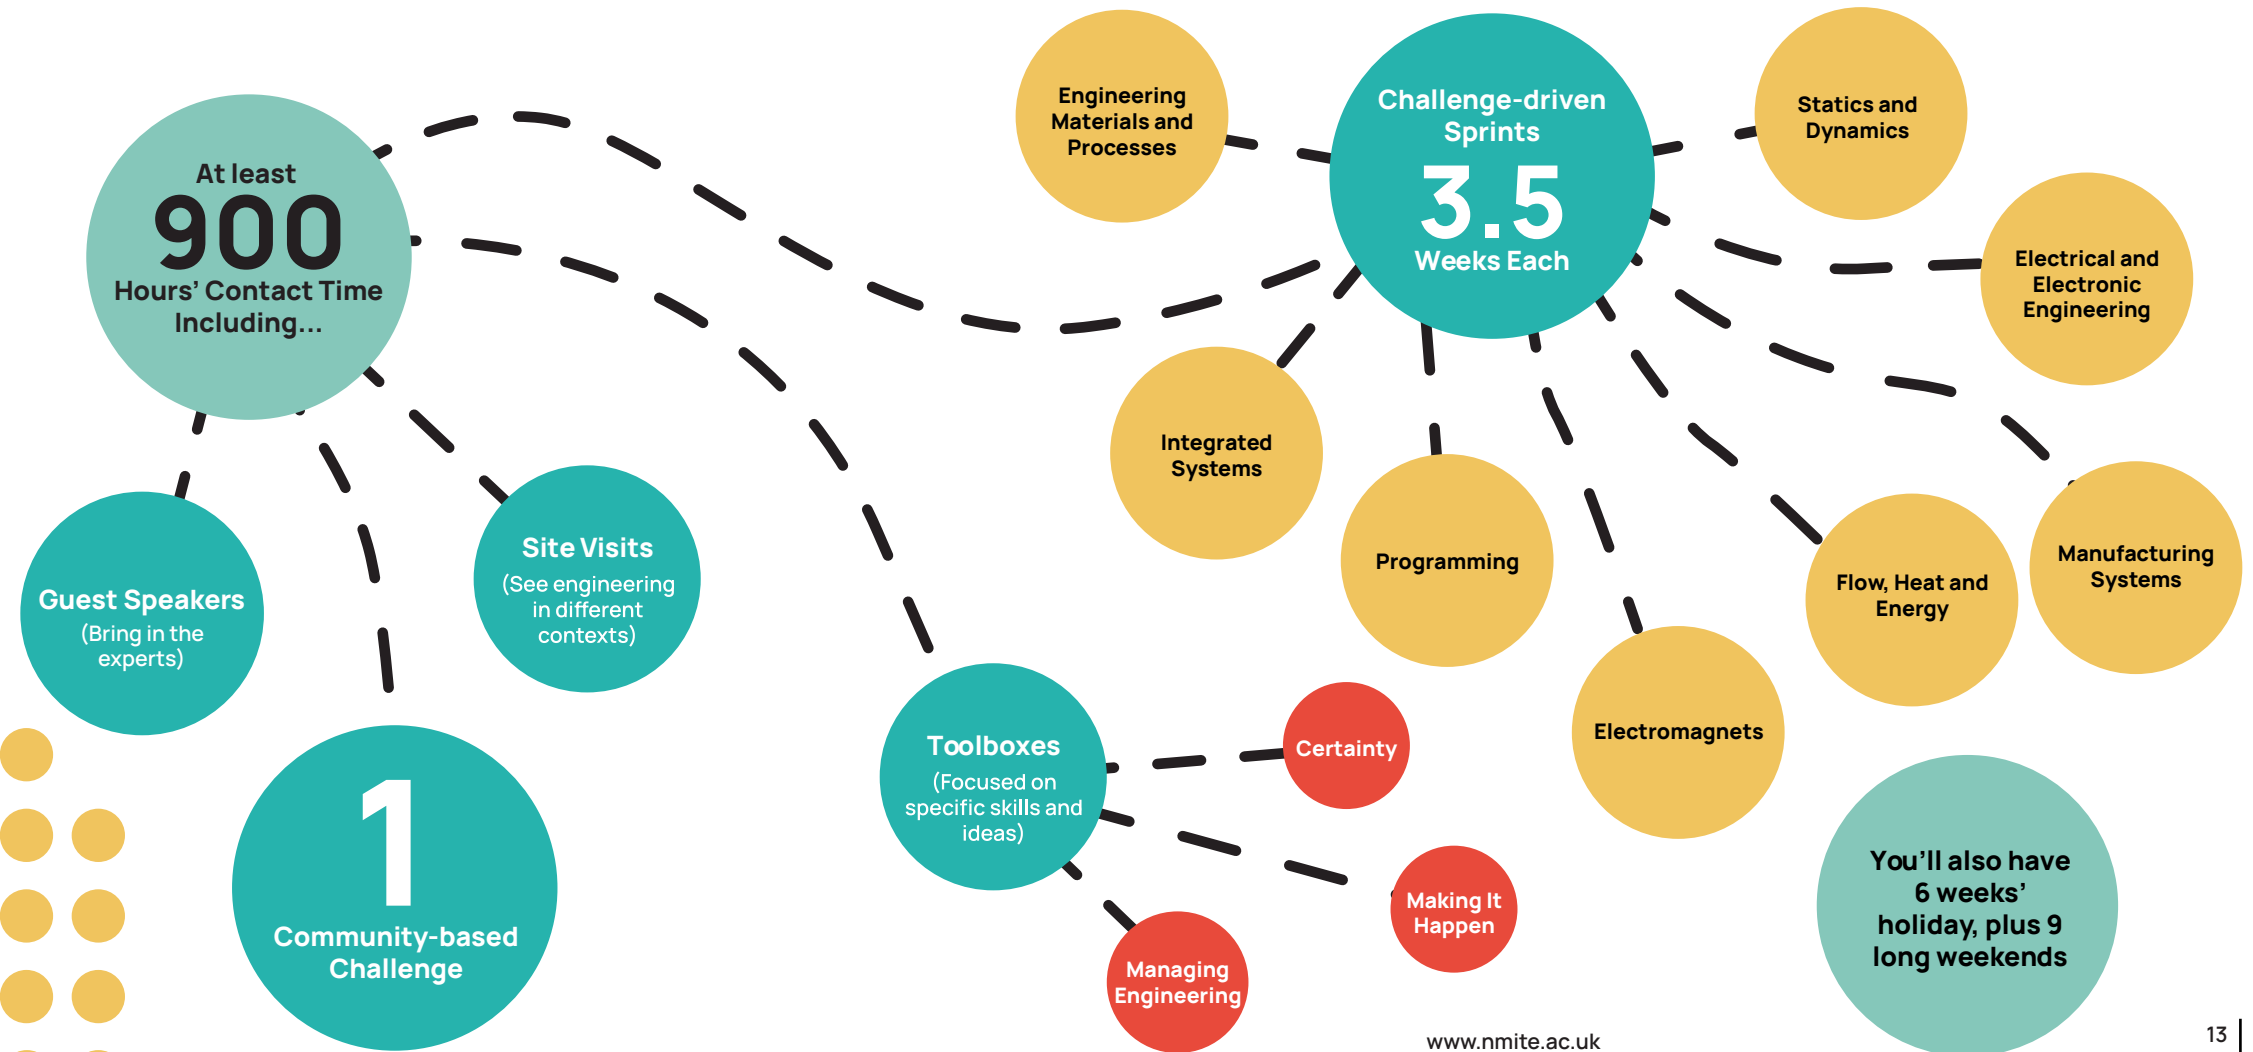 At least
900
Hours’ Contact Time
Including...
Guest Speakers
(Bring in the
experts)
Site Visits
(See engineering
in different
contexts)
1
Community-based
Challenge
Toolboxes
(Focused on
specific skills and
ideas)
Certainty
Making It
Happen
Managing
Engineering
Challenge-driven
Sprints
3.5
Weeks Each
Engineering
Materials and
Processes
Statics and
Dynamics
Electrical and
Electronic
Engineering
Integrated
Systems
Programming
Electromagnets
Flow, Heat and
Energy
Manufacturing
Systems
You’ll also have
6 weeks’
holiday, plus 9
long weekends
www.nmite.ac.uk
13